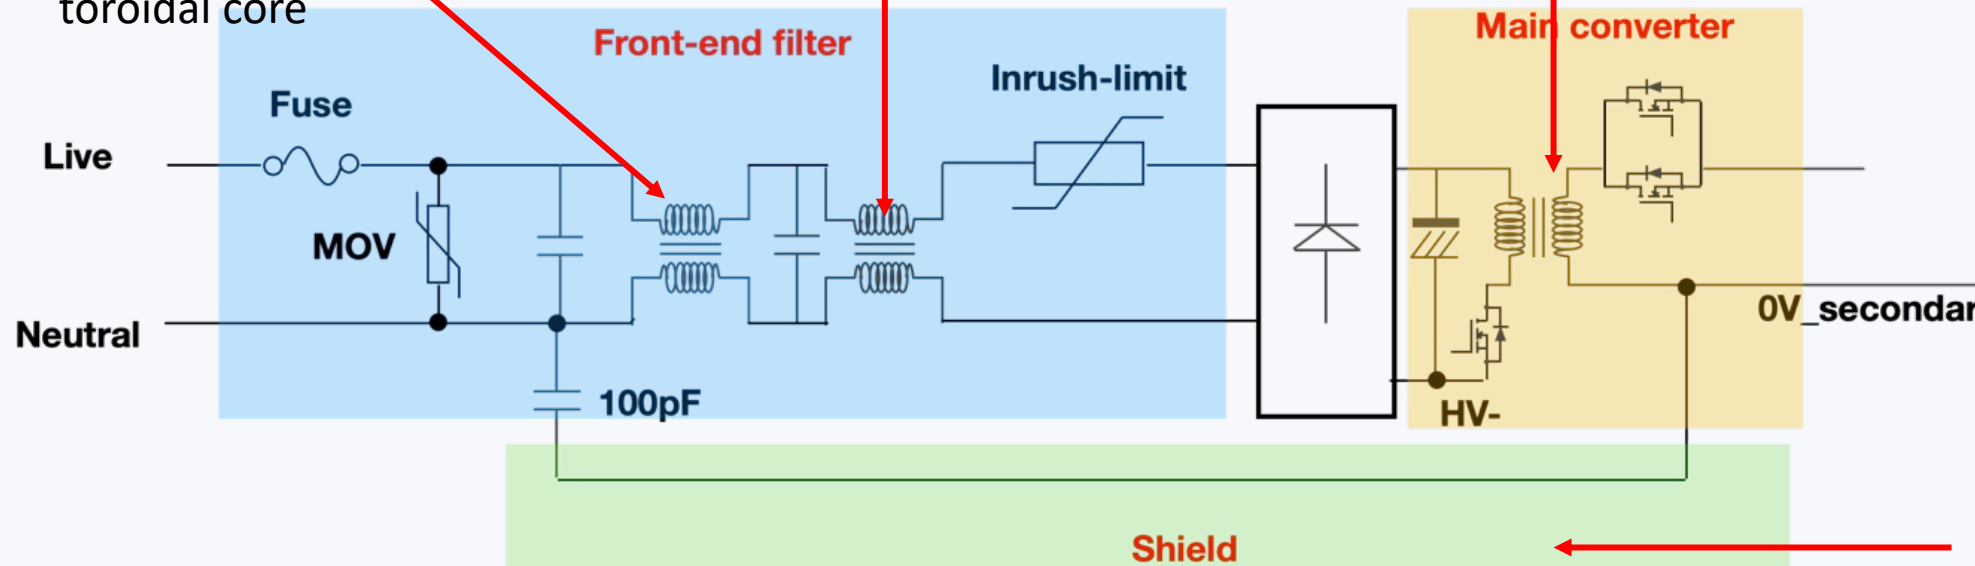 toroidal core
Front-end filter
Main converter
Inrush-limit
Fuse
Live
MOV
Neutral
0V_secondar
100pF
HV-
Shield